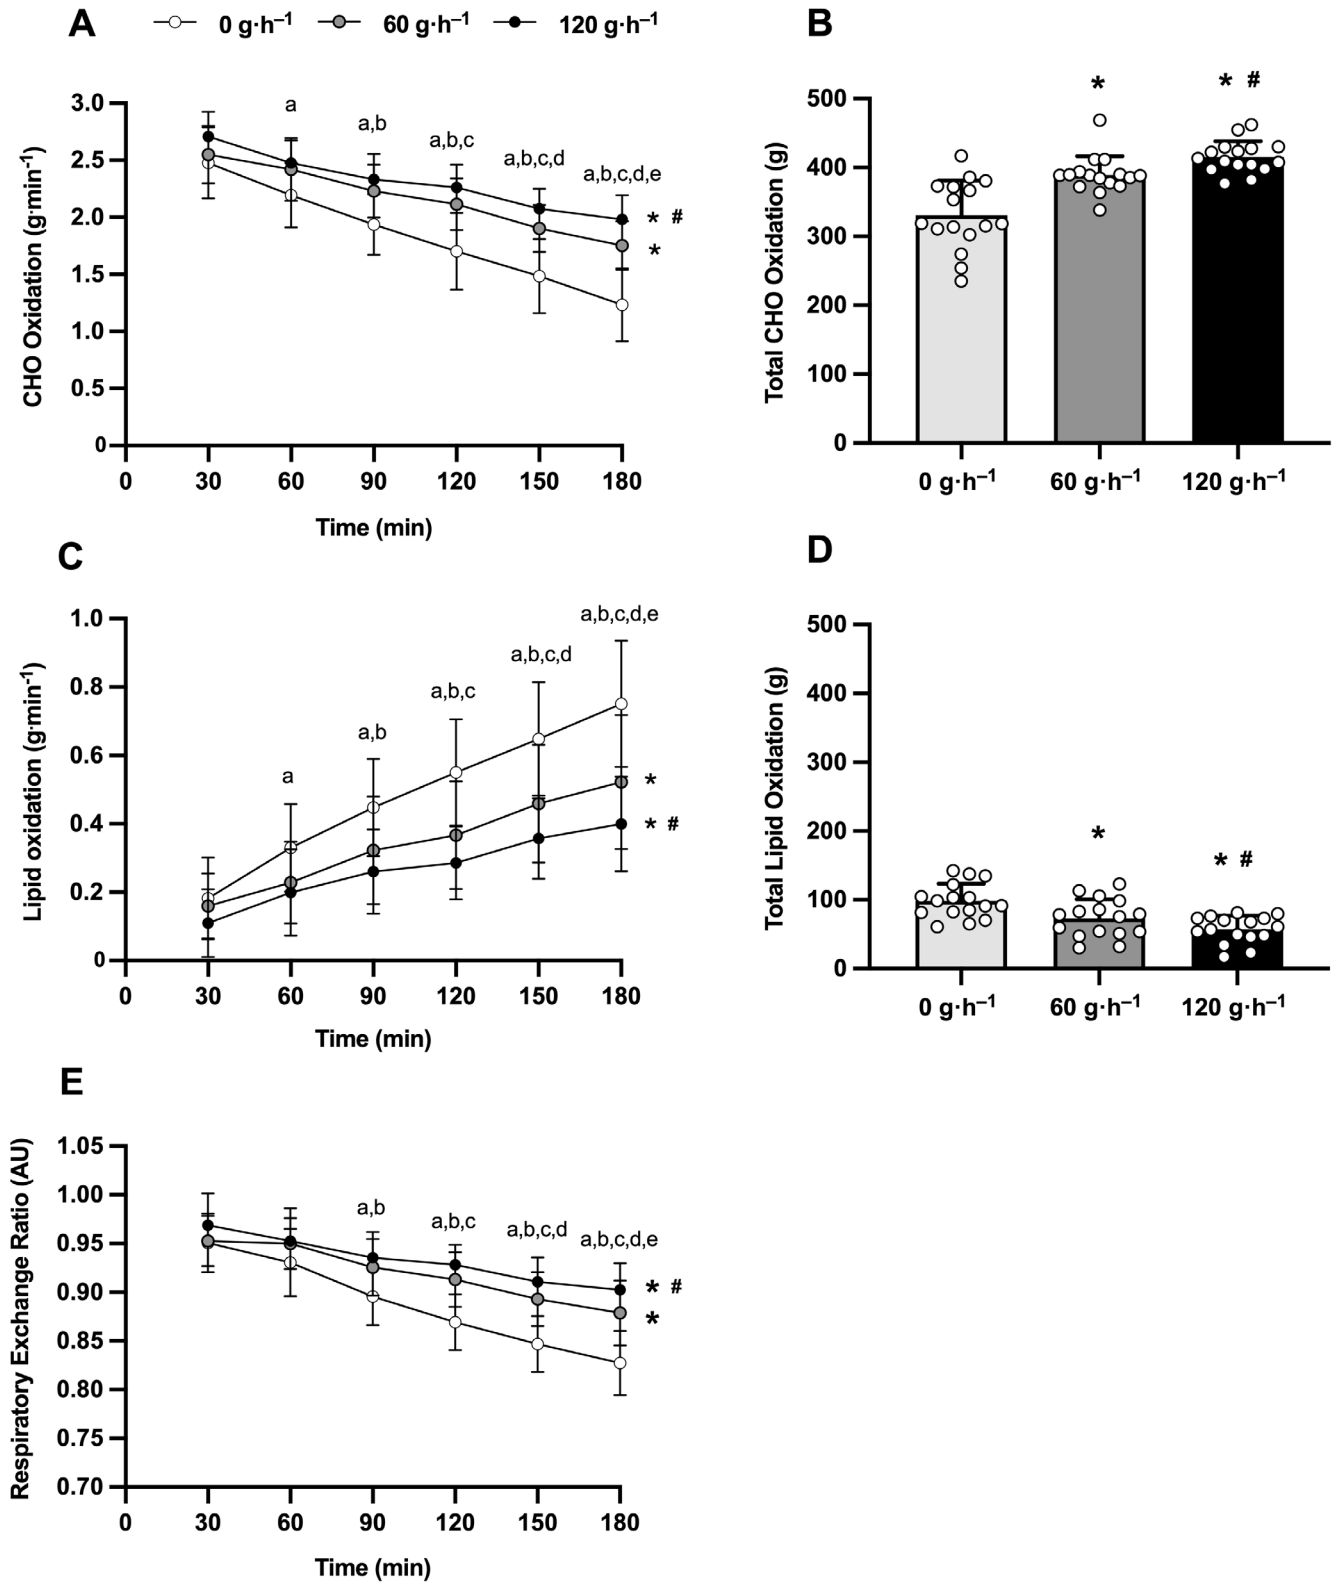 A
0 g·h⁻¹
60 g·h⁻¹
120 g·h⁻¹
CHO Oxidation (g·min⁻¹)
3.0
2.5
2.0
1.5
1.0
0.5
0
a
a,b
a,b,c
a,b,c,d
a,b,c,d,e
* #
*
0 30 60 90 120 150 180
Time (min)
B
Total CHO Oxidation (g)
500
400
300
200
100
0
*
* #
0 g·h⁻¹
60 g·h⁻¹
120 g·h⁻¹
C
Lipid oxidation (g·min⁻¹)
1.0
0.8
0.6
0.4
0.2
0
a
a,b
a,b,c
a,b,c,d
a,b,c,d,e
*
* #
0 30 60 90 120 150 180
Time (min)
D
Total Lipid Oxidation (g)
500
400
300
200
100
0
*
* #
0 g·h⁻¹
60 g·h⁻¹
120 g·h⁻¹
E
Respiratory Exchange Ratio (AU)
1.05
1.00
0.95
0.90
0.85
0.80
0.75
0.70
a,b
a,b,c
a,b,c,d
a,b,c,d,e
* #
*
0 30 60 90 120 150 180
Time (min)